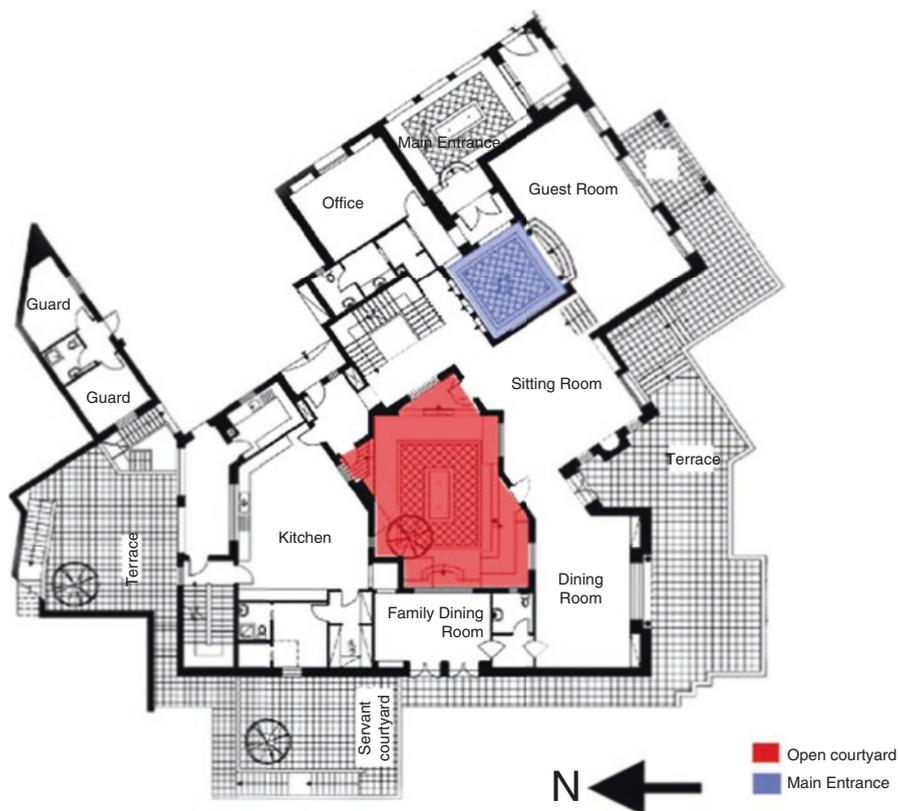 Main Entrance
Guest Room
Office
Guard
Guard
Sitting Room
Terrace
Kitchen
Terrace
Dining
Room
Family Dining
Room
Servant
courtyard
N
Open courtyard
Main Entrance